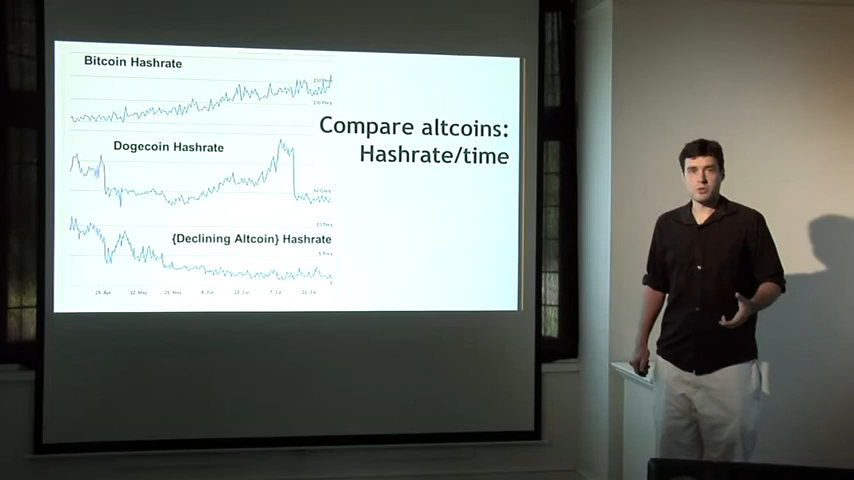 Bitcoin Hashrate
Compare altcoins:
Hashrate/time
Dogecoin Hashrate
{Declining Altcoin} Hashrate